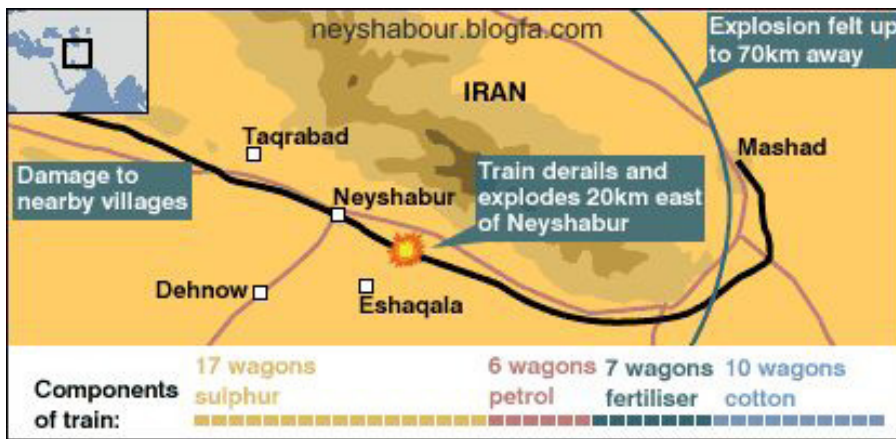 neyshabour.blogfa.com
Explosion felt up
to 70km away
IRAN
Taqrabad
Mashad
Damage to
nearby villages
Neyshabur
Train derails and
explodes 20km east
of Neyshabur
Dehnow
Eshaqala
Components
of train:
17 wagons
sulphur
6 wagons
petrol
7 wagons
fertiliser
10 wagons
cotton